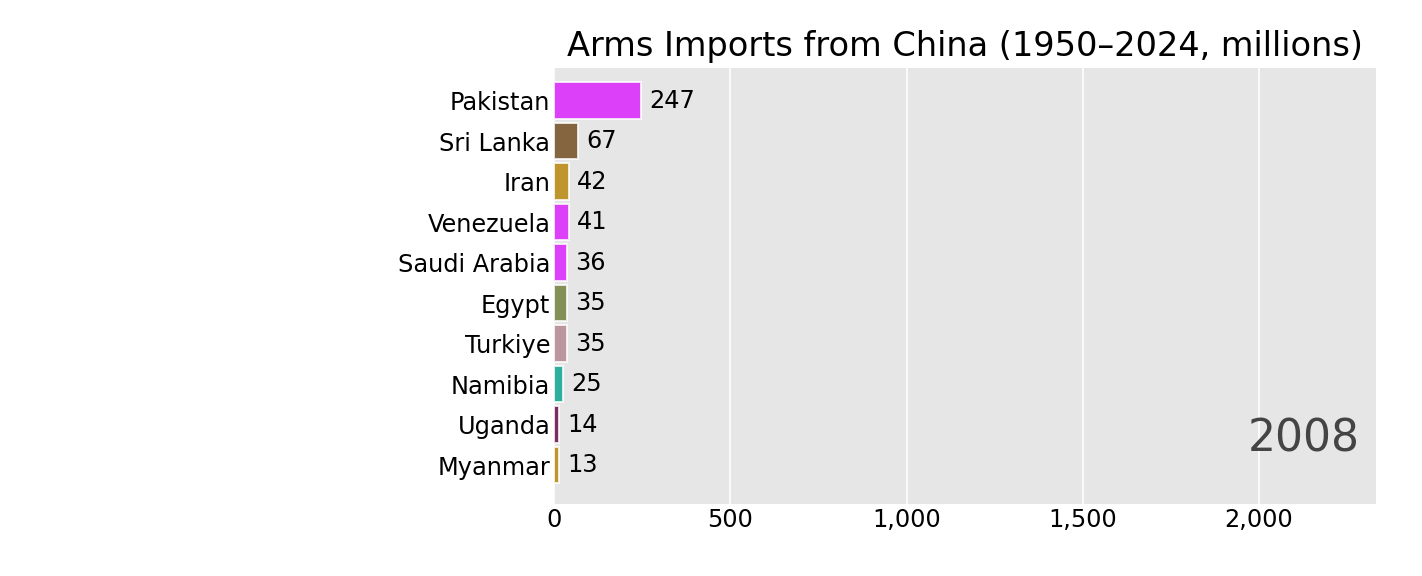 Arms Imports from China (1950–2024, millions)
Pakistan 247
Sri Lanka 67
Iran 42
Venezuela 41
Saudi Arabia 36
Egypt 35
Turkiye 35
Namibia 25
Uganda 14
Myanmar 13
2008
0 500 1,000 1,500 2,000